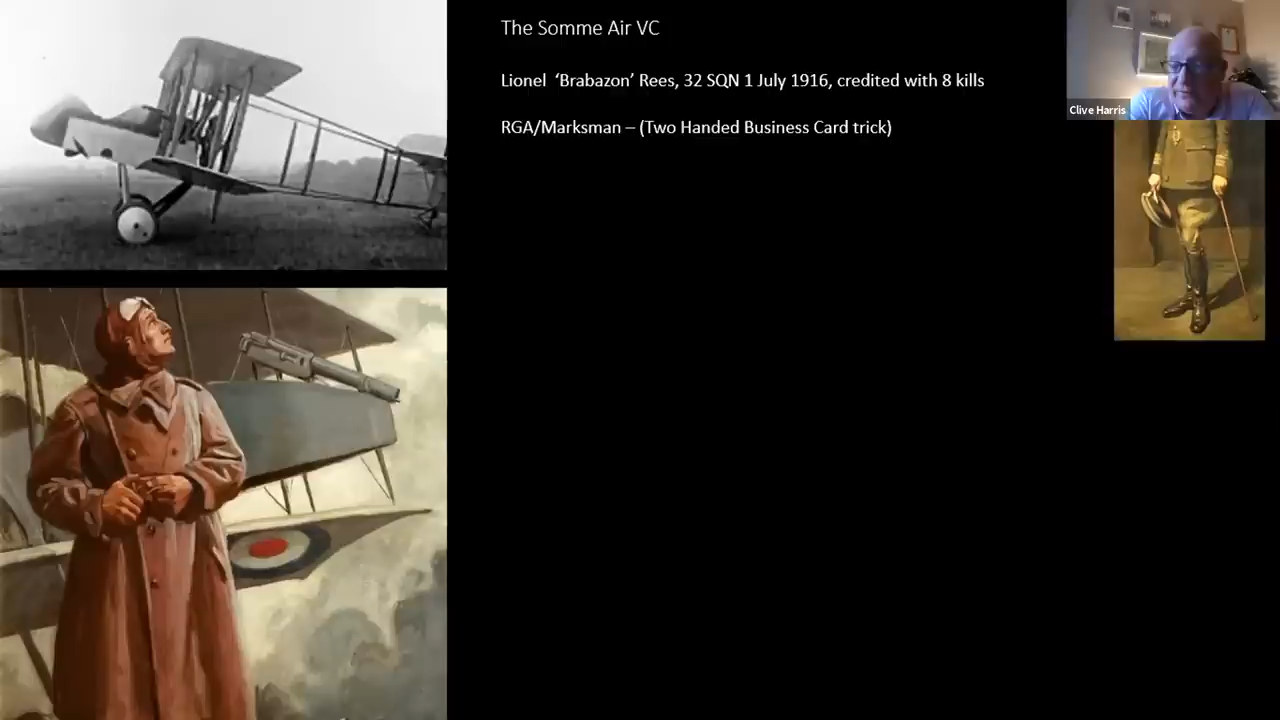 The Somme Air VC
Lionel ‘Brabazon’ Rees, 32 SQN 1 July 1916, credited with 8 kills
RGA/Marksman – (Two Handed Business Card trick)
Clive Harris